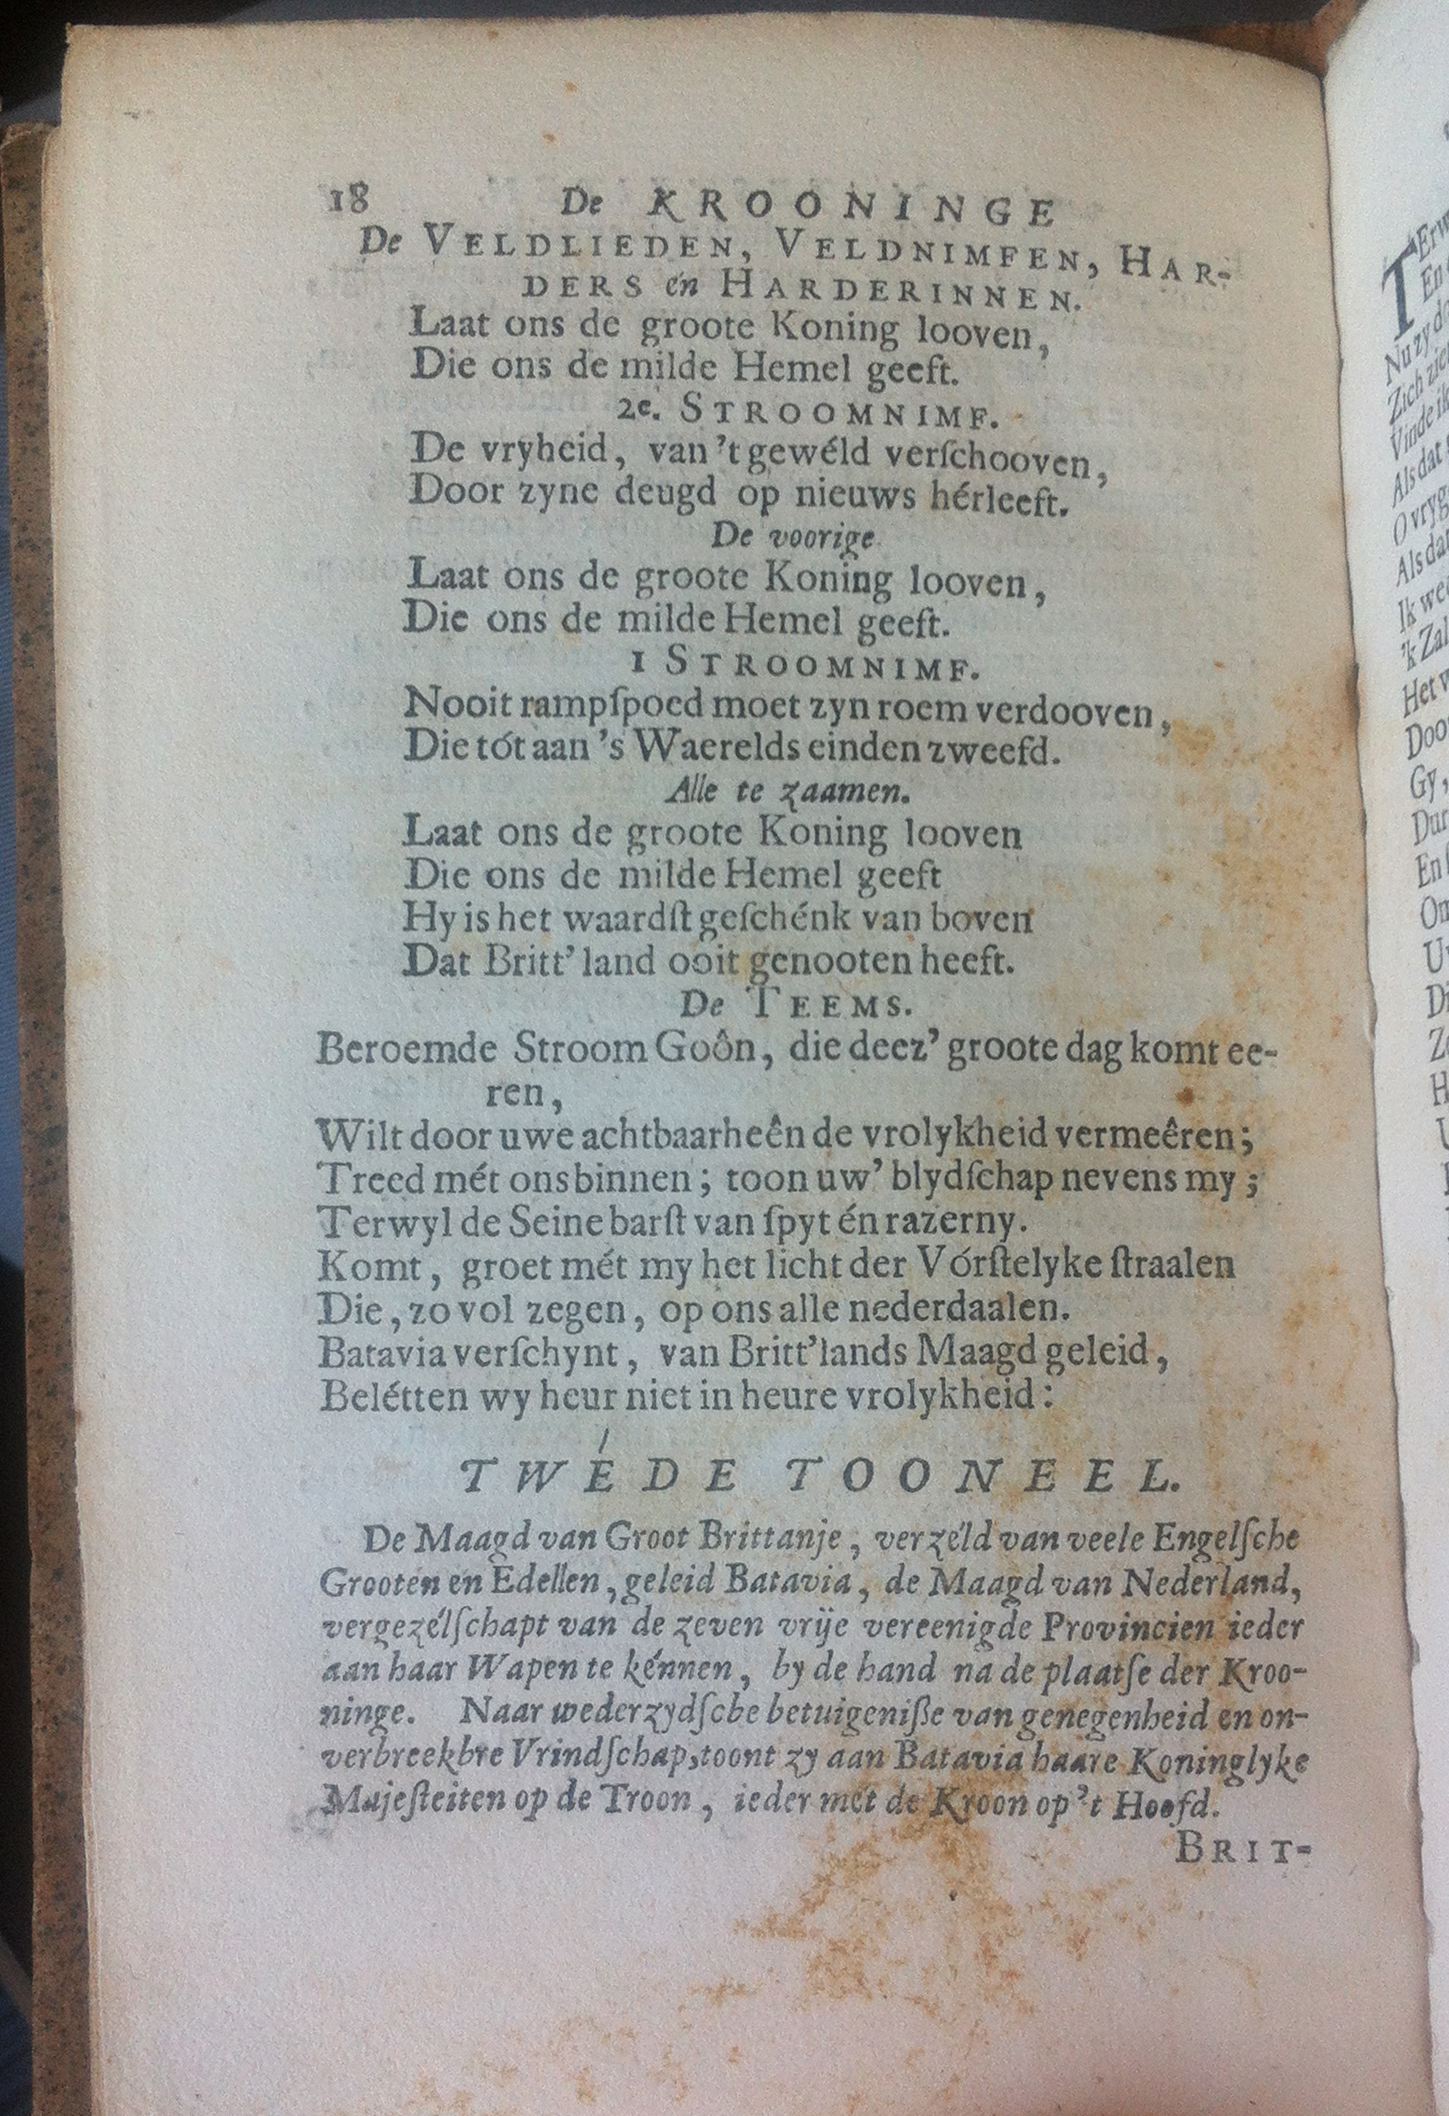 18 De KROONINGE
De VELDLIEDEN, VELDNIMFEN, HAR-
DERS én HARDERINNEN.
Laat ons de groote Koning looven,
Die ons de milde Hemel geeft.
2e. STROOMNIMF.
De vryheid, van 't gewéld verſchooven,
Door zyne deugd op nieuws hérleeft.
De voorige
Laat ons de groote Koning looven,
Die ons de milde Hemel geeft.
1 STROOMNIMF.
Nooit rampſpoed moet zyn roem verdooven,
Die tót aan 's Waerelds einden zweefd.
Alle te zaamen.
Laat ons de groote Koning looven
Die ons de milde Hemel geeft
Hy is het waardſt geſchénk van boven
Dat Britt' land ooit genooten heeft.
De TEEMS.
Beroemde Stroom Goôn, die deez' groote dag komt ee-
ren,
Wilt door uwe achtbaarheên de vrolykheid vermeêren;
Treed mét ons binnen; toon uw' blydſchap nevens my;
Terwyl de Seine barſt van ſpyt én razerny.
Komt, groet mét my het licht der Vórſtelyke ſtraalen
Die, zo vol zegen, op ons alle nederdaalen.
Batavia verſchynt, van Britt'lands Maagd geleid,
Belétten wy heur niet in heure vrolykheid:
TWÉDE TOONEEL.
De Maagd van Groot Brittanje, verzéld van veele Engelſche
Grooten en Edellen, geleid Batavia, de Maagd van Nederland,
vergezélſchapt van de zeven vrije vereenigde Provincien ieder
aan haar Wapen te kénnen, by de hand na de plaatſe der Kroo-
ninge. Naar wederzydſche betuigeniſſe van genegenheid en on-
verbreekbre Vrindſchap, toont zy aan Batavia haare Koninglyke
Majeſteiten op de Troon, ieder mét de Kroon op 't Hoofd.
BRIT-